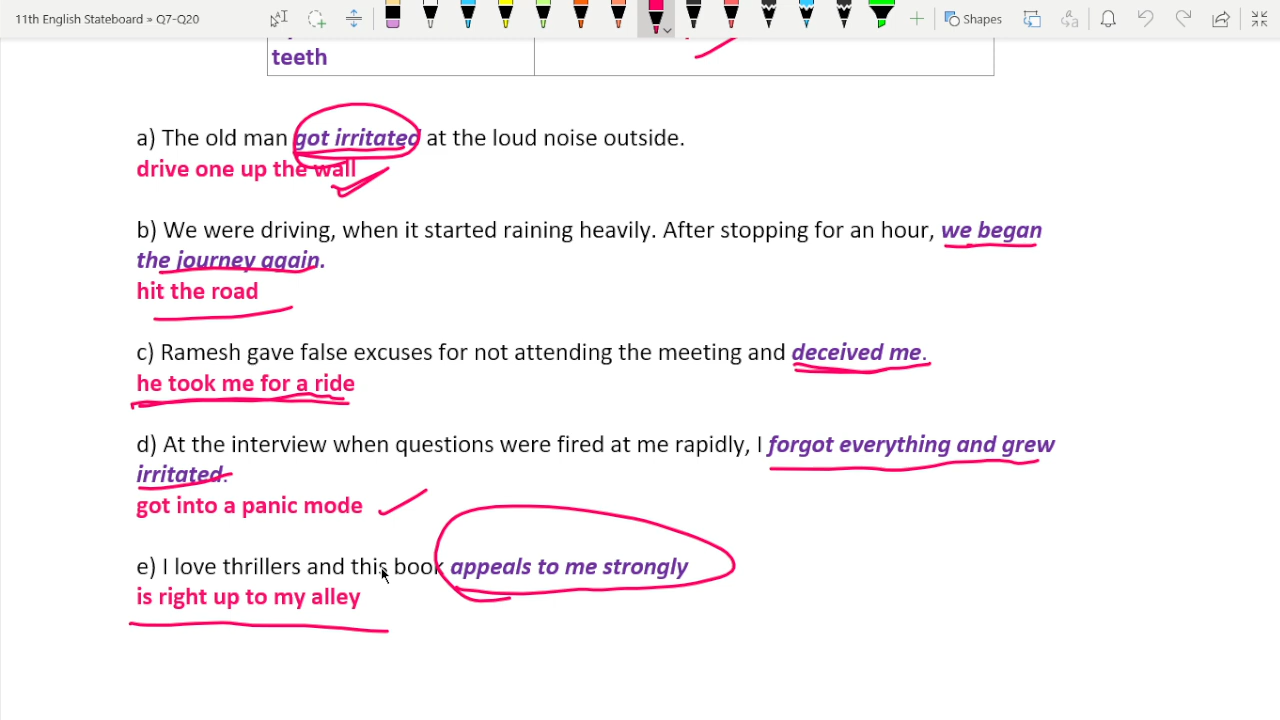 11th English Stateboard » Q7-Q20
Shapes
teeth
a) The old man got irritated at the loud noise outside.
drive one up the wall
b) We were driving, when it started raining heavily. After stopping for an hour, we began
the journey again.
hit the road
c) Ramesh gave false excuses for not attending the meeting and deceived me.
he took me for a ride
d) At the interview when questions were fired at me rapidly, I forgot everything and grew
irritated.
got into a panic mode
e) I love thrillers and this book appeals to me strongly
is right up to my alley